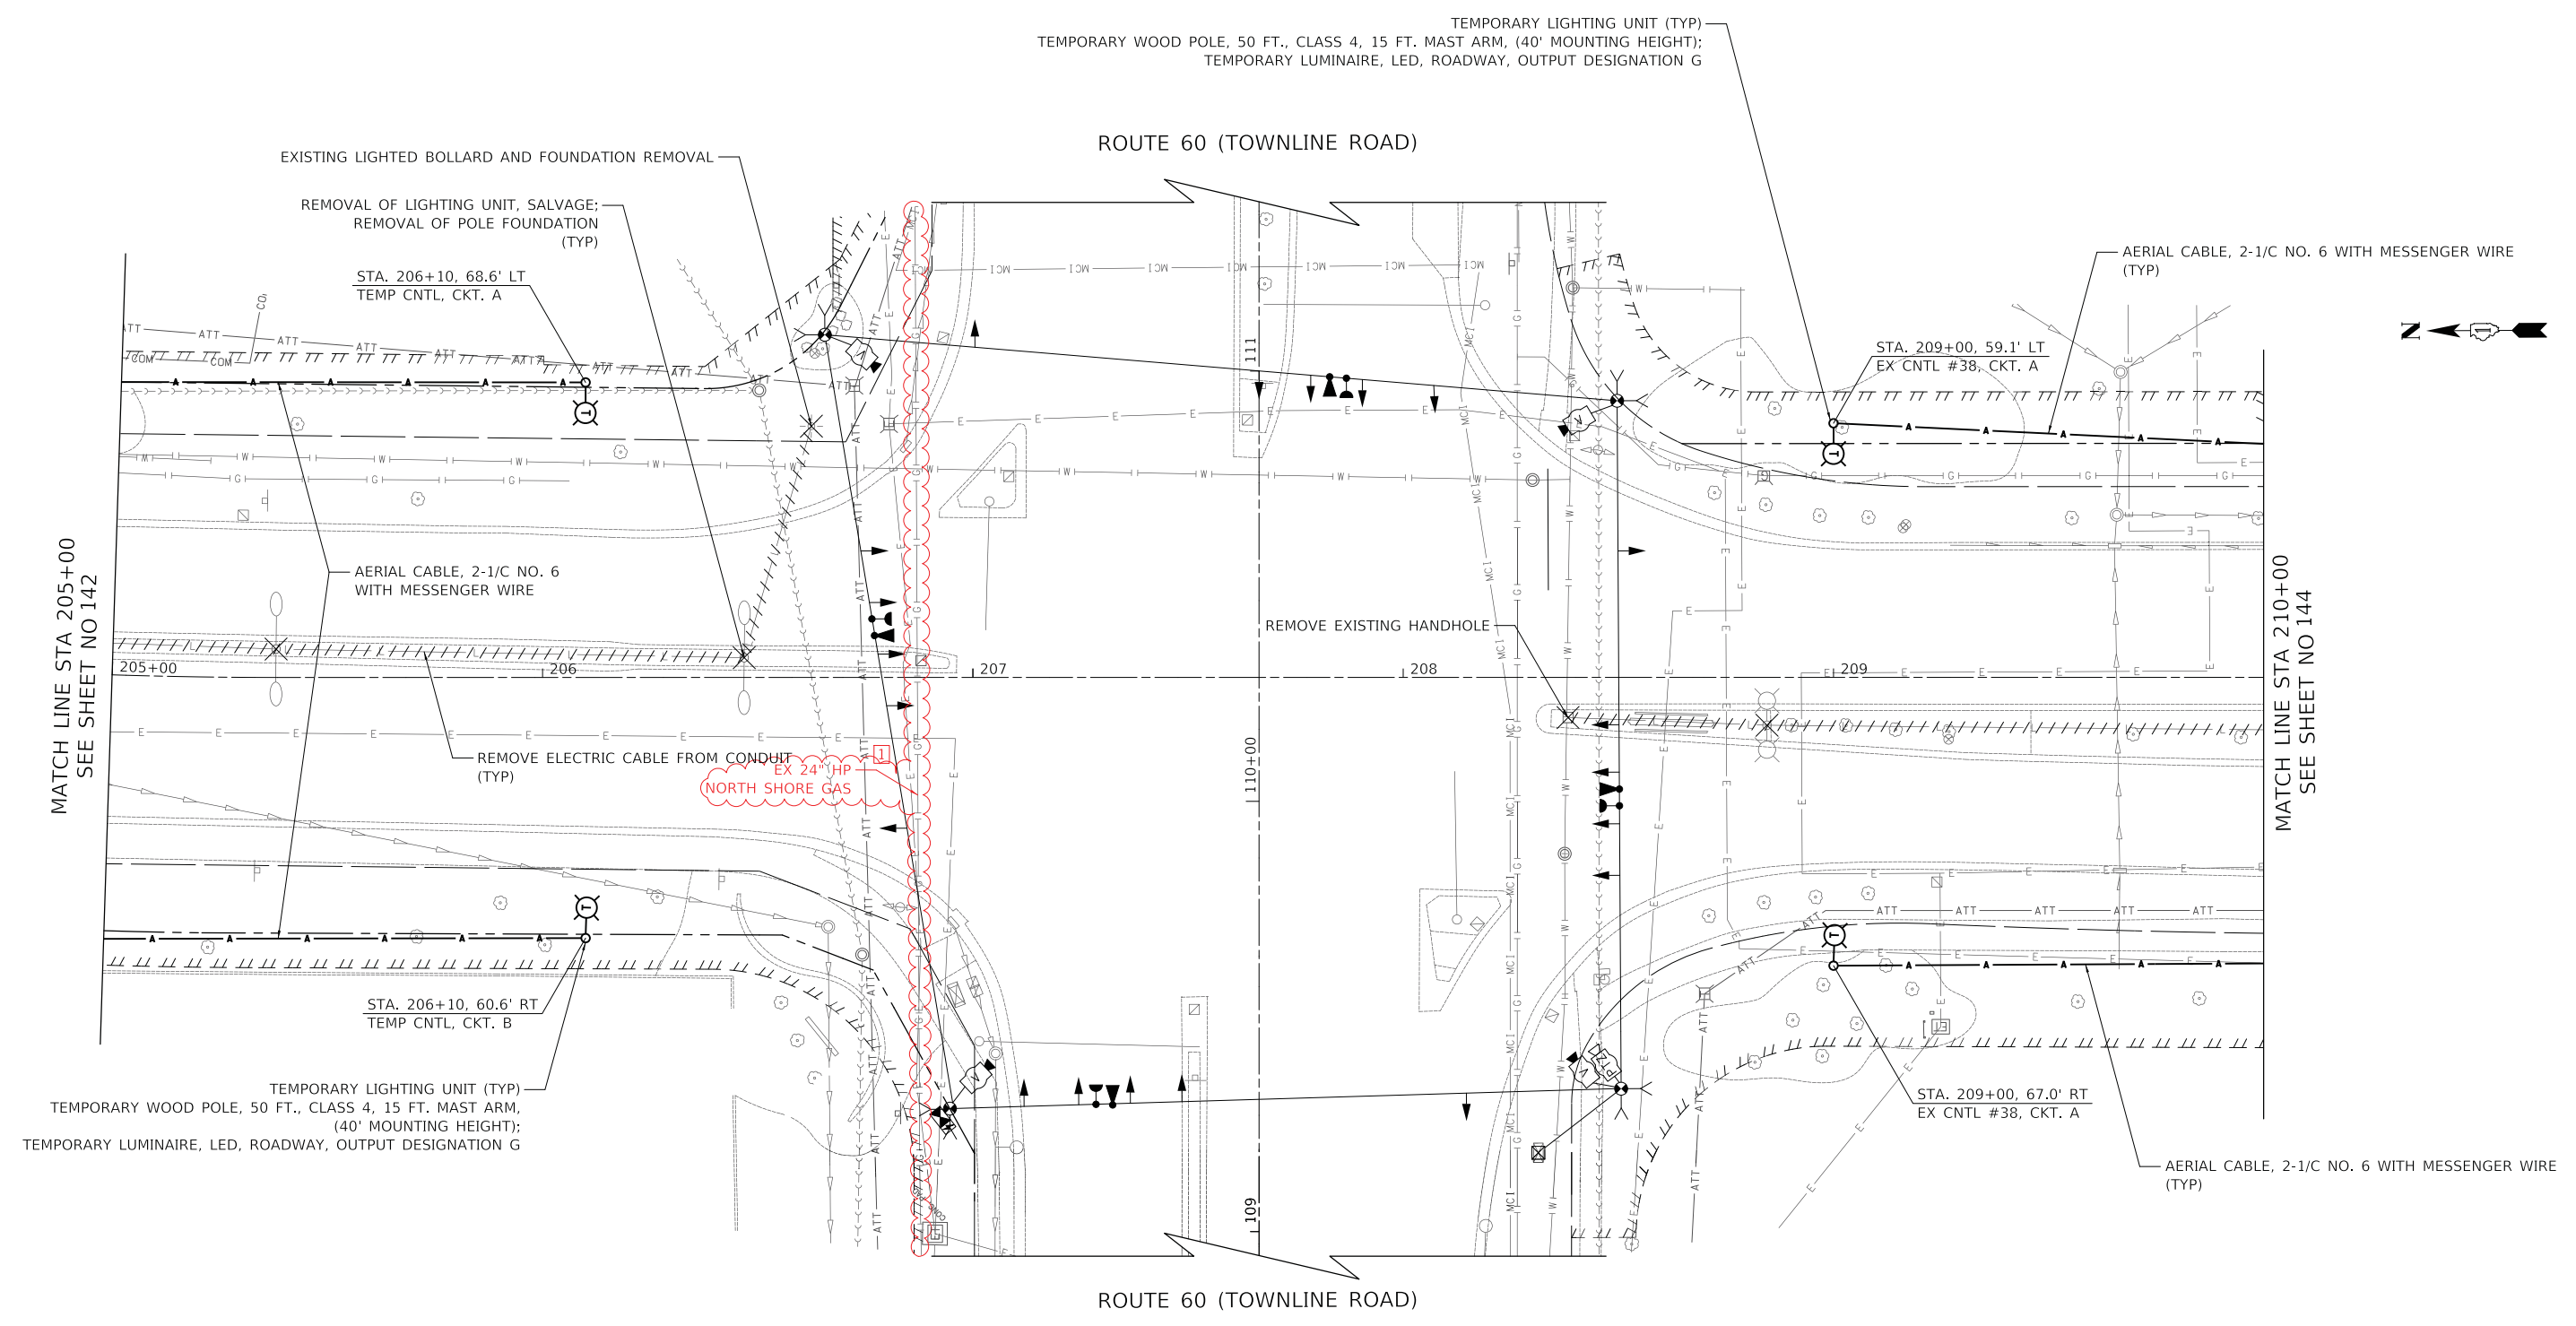 TEMPORARY LIGHTING UNIT (TYP)
TEMPORARY WOOD POLE, 50 FT., CLASS 4, 15 FT. MAST ARM, (40' MOUNTING HEIGHT);
TEMPORARY LUMINAIRE, LED, ROADWAY, OUTPUT DESIGNATION G
ROUTE 60 (TOWNLINE ROAD)
EXISTING LIGHTED BOLLARD AND FOUNDATION REMOVAL
REMOVAL OF LIGHTING UNIT, SALVAGE;
REMOVAL OF POLE FOUNDATION
(TYP)
STA. 206+10, 68.6' LT
TEMP CNTL, CKT. A
AERIAL CABLE, 2-1/C NO. 6 WITH MESSENGER WIRE
(TYP)
STA. 209+00, 59.1' LT
EX CNTL #38, CKT. A
N
111
MATCH LINE STA 205+00
SEE SHEET NO 142
AERIAL CABLE, 2-1/C NO. 6
WITH MESSENGER WIRE
REMOVE EXISTING HANDHOLE
MATCH LINE STA 210+00
SEE SHEET NO 144
205+00
206
207
208
209
REMOVE ELECTRIC CABLE FROM CONDUIT
(TYP)
1
EX 24" HP
NORTH SHORE GAS
110+00
STA. 206+10, 60.6' RT
TEMP CNTL, CKT. B
TEMPORARY LIGHTING UNIT (TYP)
TEMPORARY WOOD POLE, 50 FT., CLASS 4, 15 FT. MAST ARM,
(40' MOUNTING HEIGHT);
TEMPORARY LUMINAIRE, LED, ROADWAY, OUTPUT DESIGNATION G
STA. 209+00, 67.0' RT
EX CNTL #38, CKT. A
AERIAL CABLE, 2-1/C NO. 6 WITH MESSENGER WIRE
(TYP)
109
ROUTE 60 (TOWNLINE ROAD)